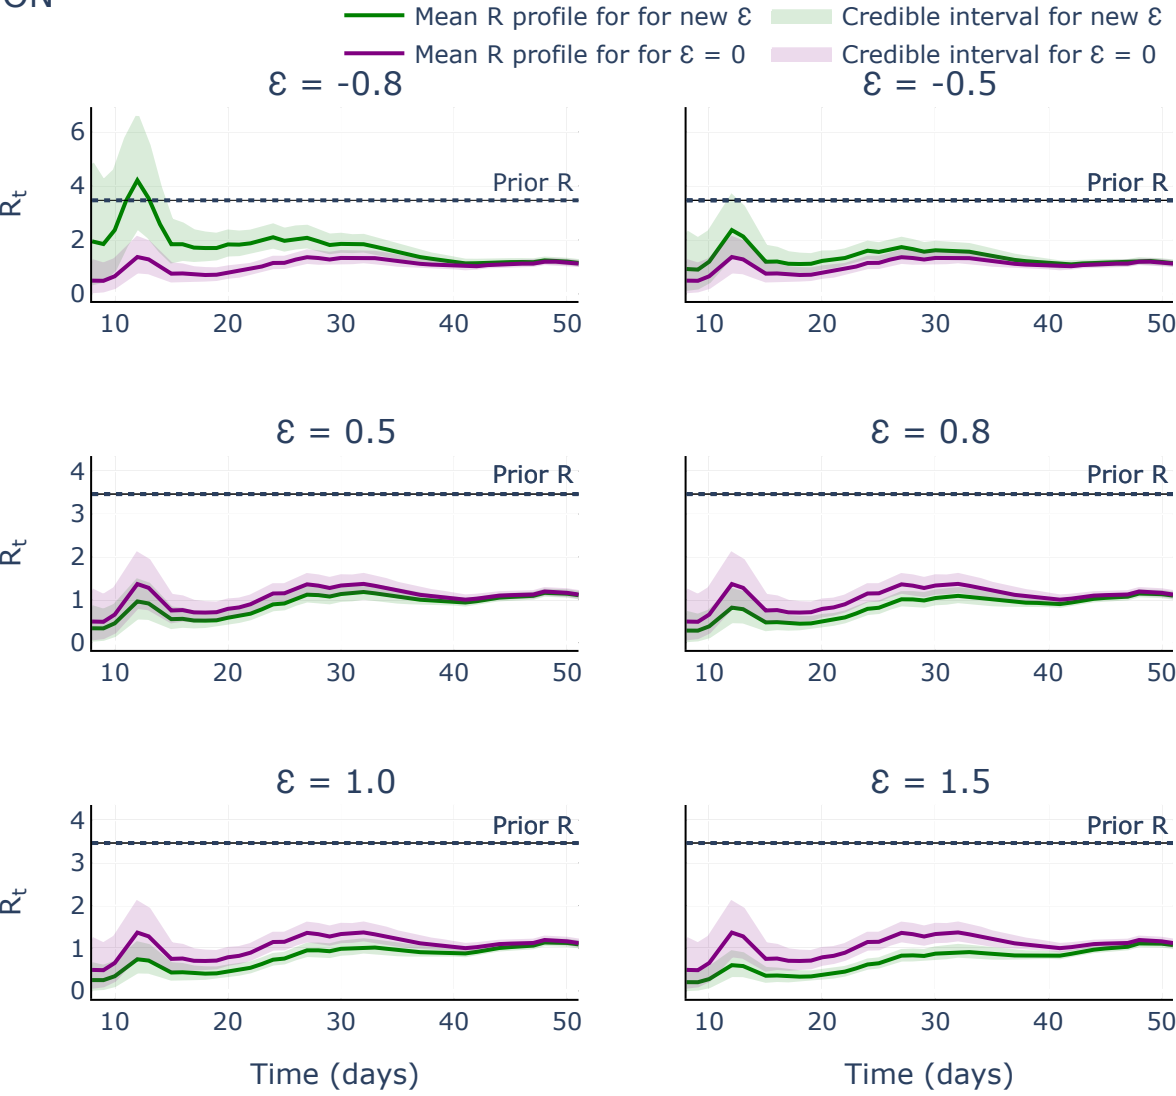 ON
Mean R profile for for new ε Credible interval for new ε
Mean R profile for for ε = 0 Credible interval for ε = 0
ε = -0.8 ε = -0.5
6
4
2
0
R_t
Prior R Prior R
10 20 30 40 50 10 20 30 40 50
ε = 0.5 ε = 0.8
4
3
2
1
0
R_t
Prior R Prior R
10 20 30 40 50 10 20 30 40 50
ε = 1.0 ε = 1.5
4
3
2
1
0
R_t
Prior R Prior R
10 20 30 40 50 10 20 30 40 50
Time (days) Time (days)